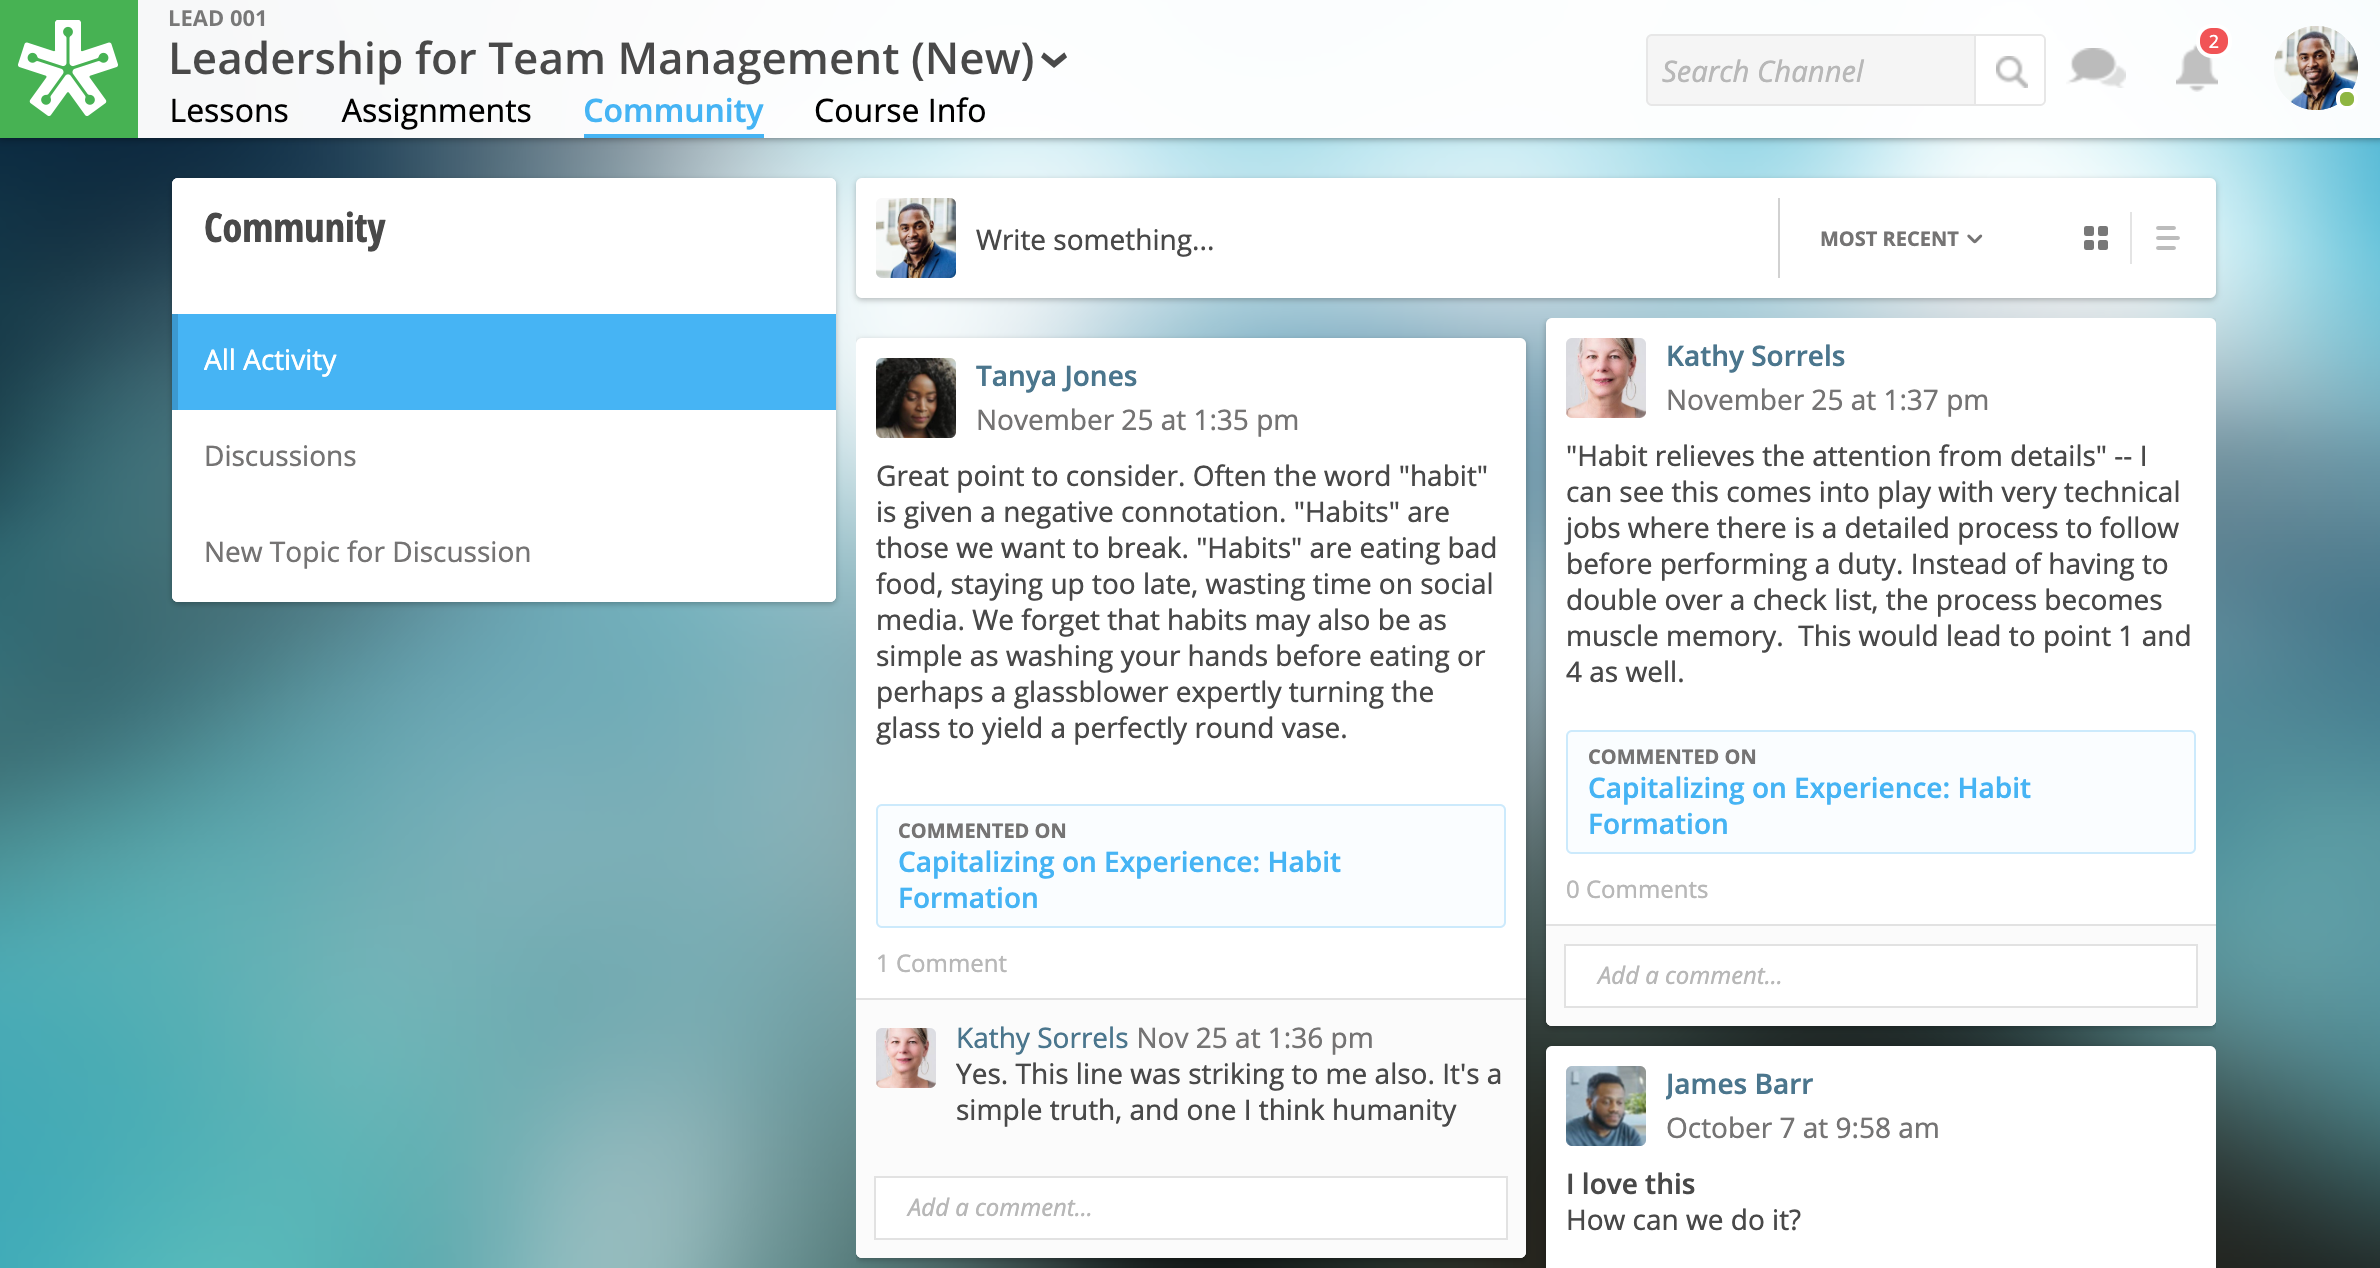 LEAD 001
Leadership for Team Management (New)
Lessons
Assignments
Community
Course Info
Search Channel
2
Community
All Activity
Discussions
New Topic for Discussion
Write something...
MOST RECENT
Tanya Jones
November 25 at 1:35 pm
Great point to consider. Often the word "habit"
is given a negative connotation. "Habits" are
those we want to break. "Habits" are eating bad
food, staying up too late, wasting time on social
media. We forget that habits may also be as
simple as washing your hands before eating or
perhaps a glassblower expertly turning the
glass to yield a perfectly round vase.
COMMENTED ON
Capitalizing on Experience: Habit
Formation
1 Comment
Kathy Sorrels Nov 25 at 1:36 pm
Yes. This line was striking to me also. It's a
simple truth, and one I think humanity
Add a comment...
Kathy Sorrels
November 25 at 1:37 pm
"Habit relieves the attention from details" -- I
can see this comes into play with very technical
jobs where there is a detailed process to follow
before performing a duty. Instead of having to
double over a check list, the process becomes
muscle memory.  This would lead to point 1 and
4 as well.
COMMENTED ON
Capitalizing on Experience: Habit
Formation
0 Comments
Add a comment...
James Barr
October 7 at 9:58 am
I love this
How can we do it?